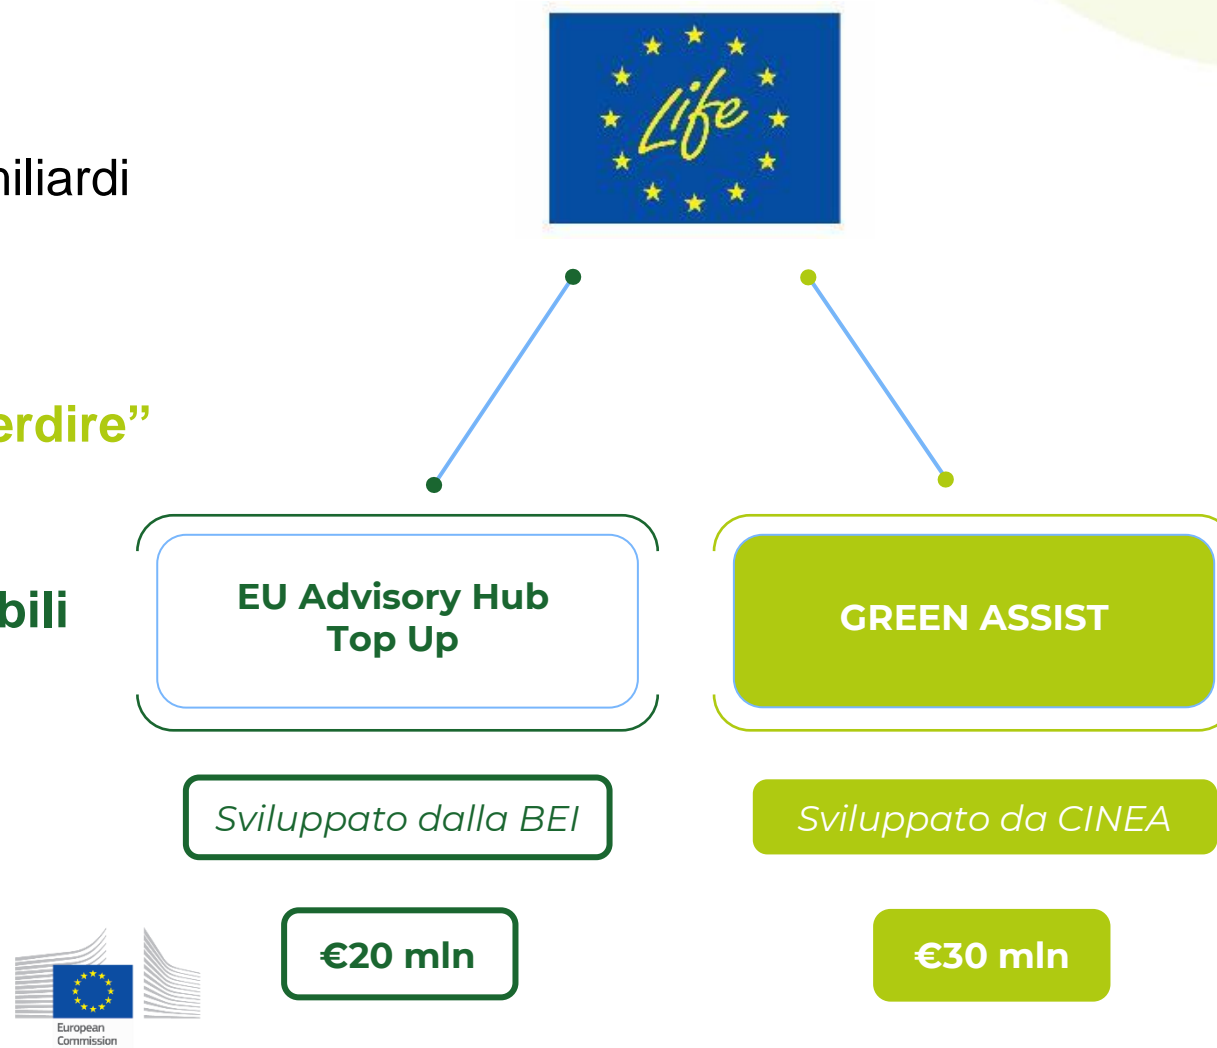 Life
niliardi
erdire”
bili
EU Advisory Hub
Top Up
GREEN ASSIST
Sviluppato dalla BEI
Sviluppato da CINEA
€20 mln
€30 mln
European
Commission